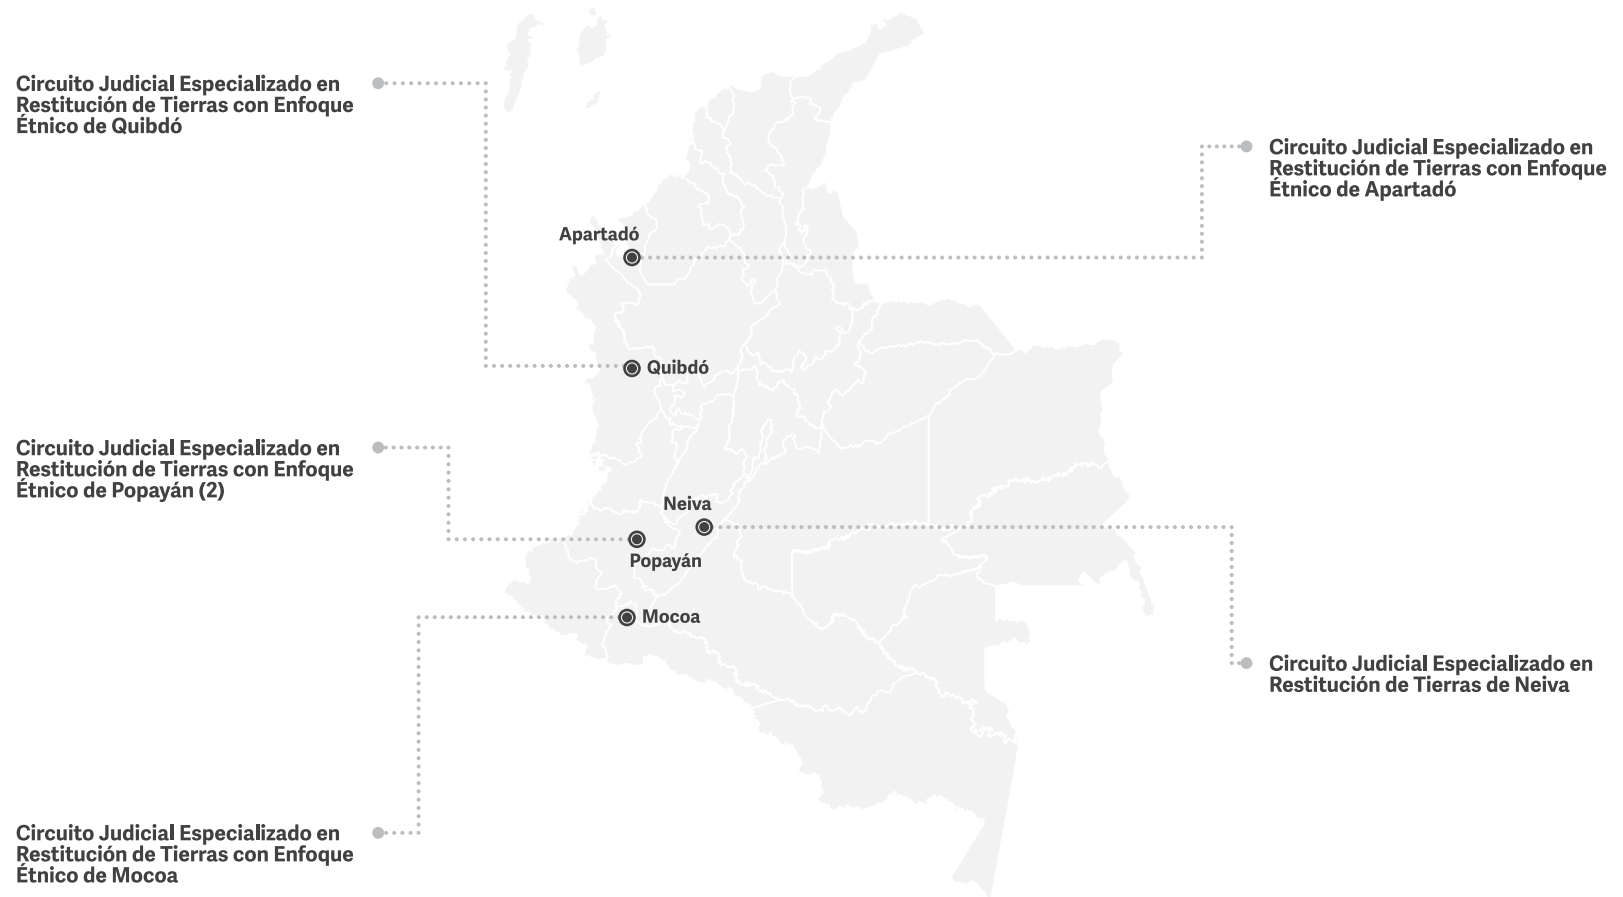 Circuito Judicial Especializado en
Restitución de Tierras con Enfoque
Étnico de Quibdó
Circuito Judicial Especializado en
Restitución de Tierras con Enfoque
Étnico de Apartadó
Apartadó
Quibdó
Circuito Judicial Especializado en
Restitución de Tierras con Enfoque
Étnico de Popayán (2)
Neiva
Popayán
Mocoa
Circuito Judicial Especializado en
Restitución de Tierras de Neiva
Circuito Judicial Especializado en
Restitución de Tierras con Enfoque
Étnico de Mocoa